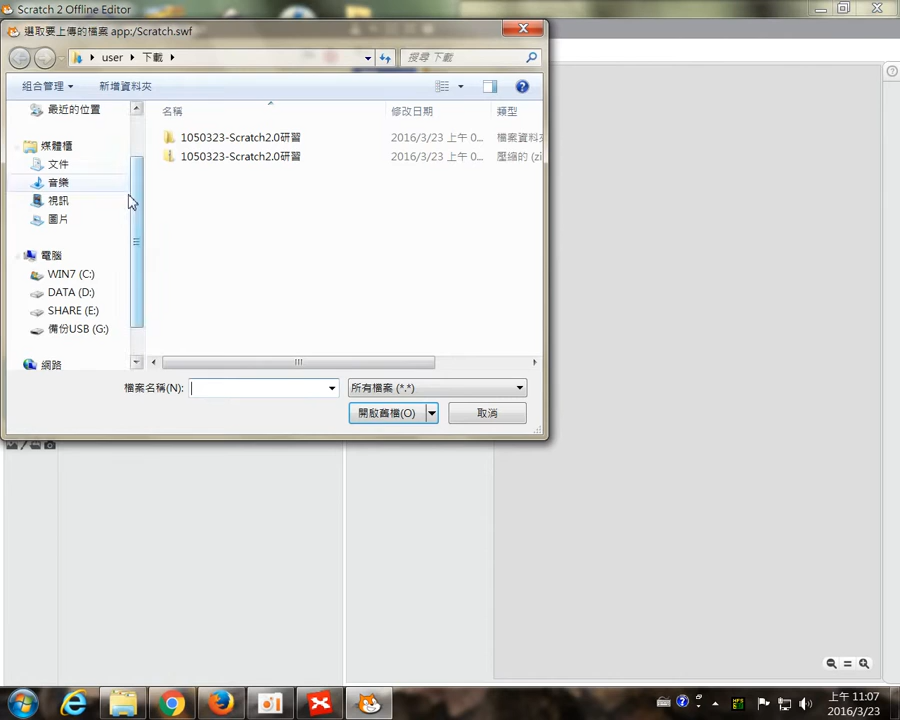 Scratch 2 Offline Editor
選取要上傳的檔案 app:/Scratch.swf
user 下載
搜尋 下載
組合管理 新增資料夾
名稱 修改日期 類型
最近的位置
1050323-Scratch2.0研習 2016/3/23 上午 0... 檔案資料夾
媒體櫃
1050323-Scratch2.0研習 2016/3/23 上午 0... 壓縮的 (zi
文件
音樂
視訊
圖片
電腦
WIN7 (C:)
DATA (D:)
SHARE (E:)
備份USB (G:)
網路
檔案名稱(N):
所有檔案 (*.*)
開啟舊檔(O) 取消
上午 11:07
2016/3/23